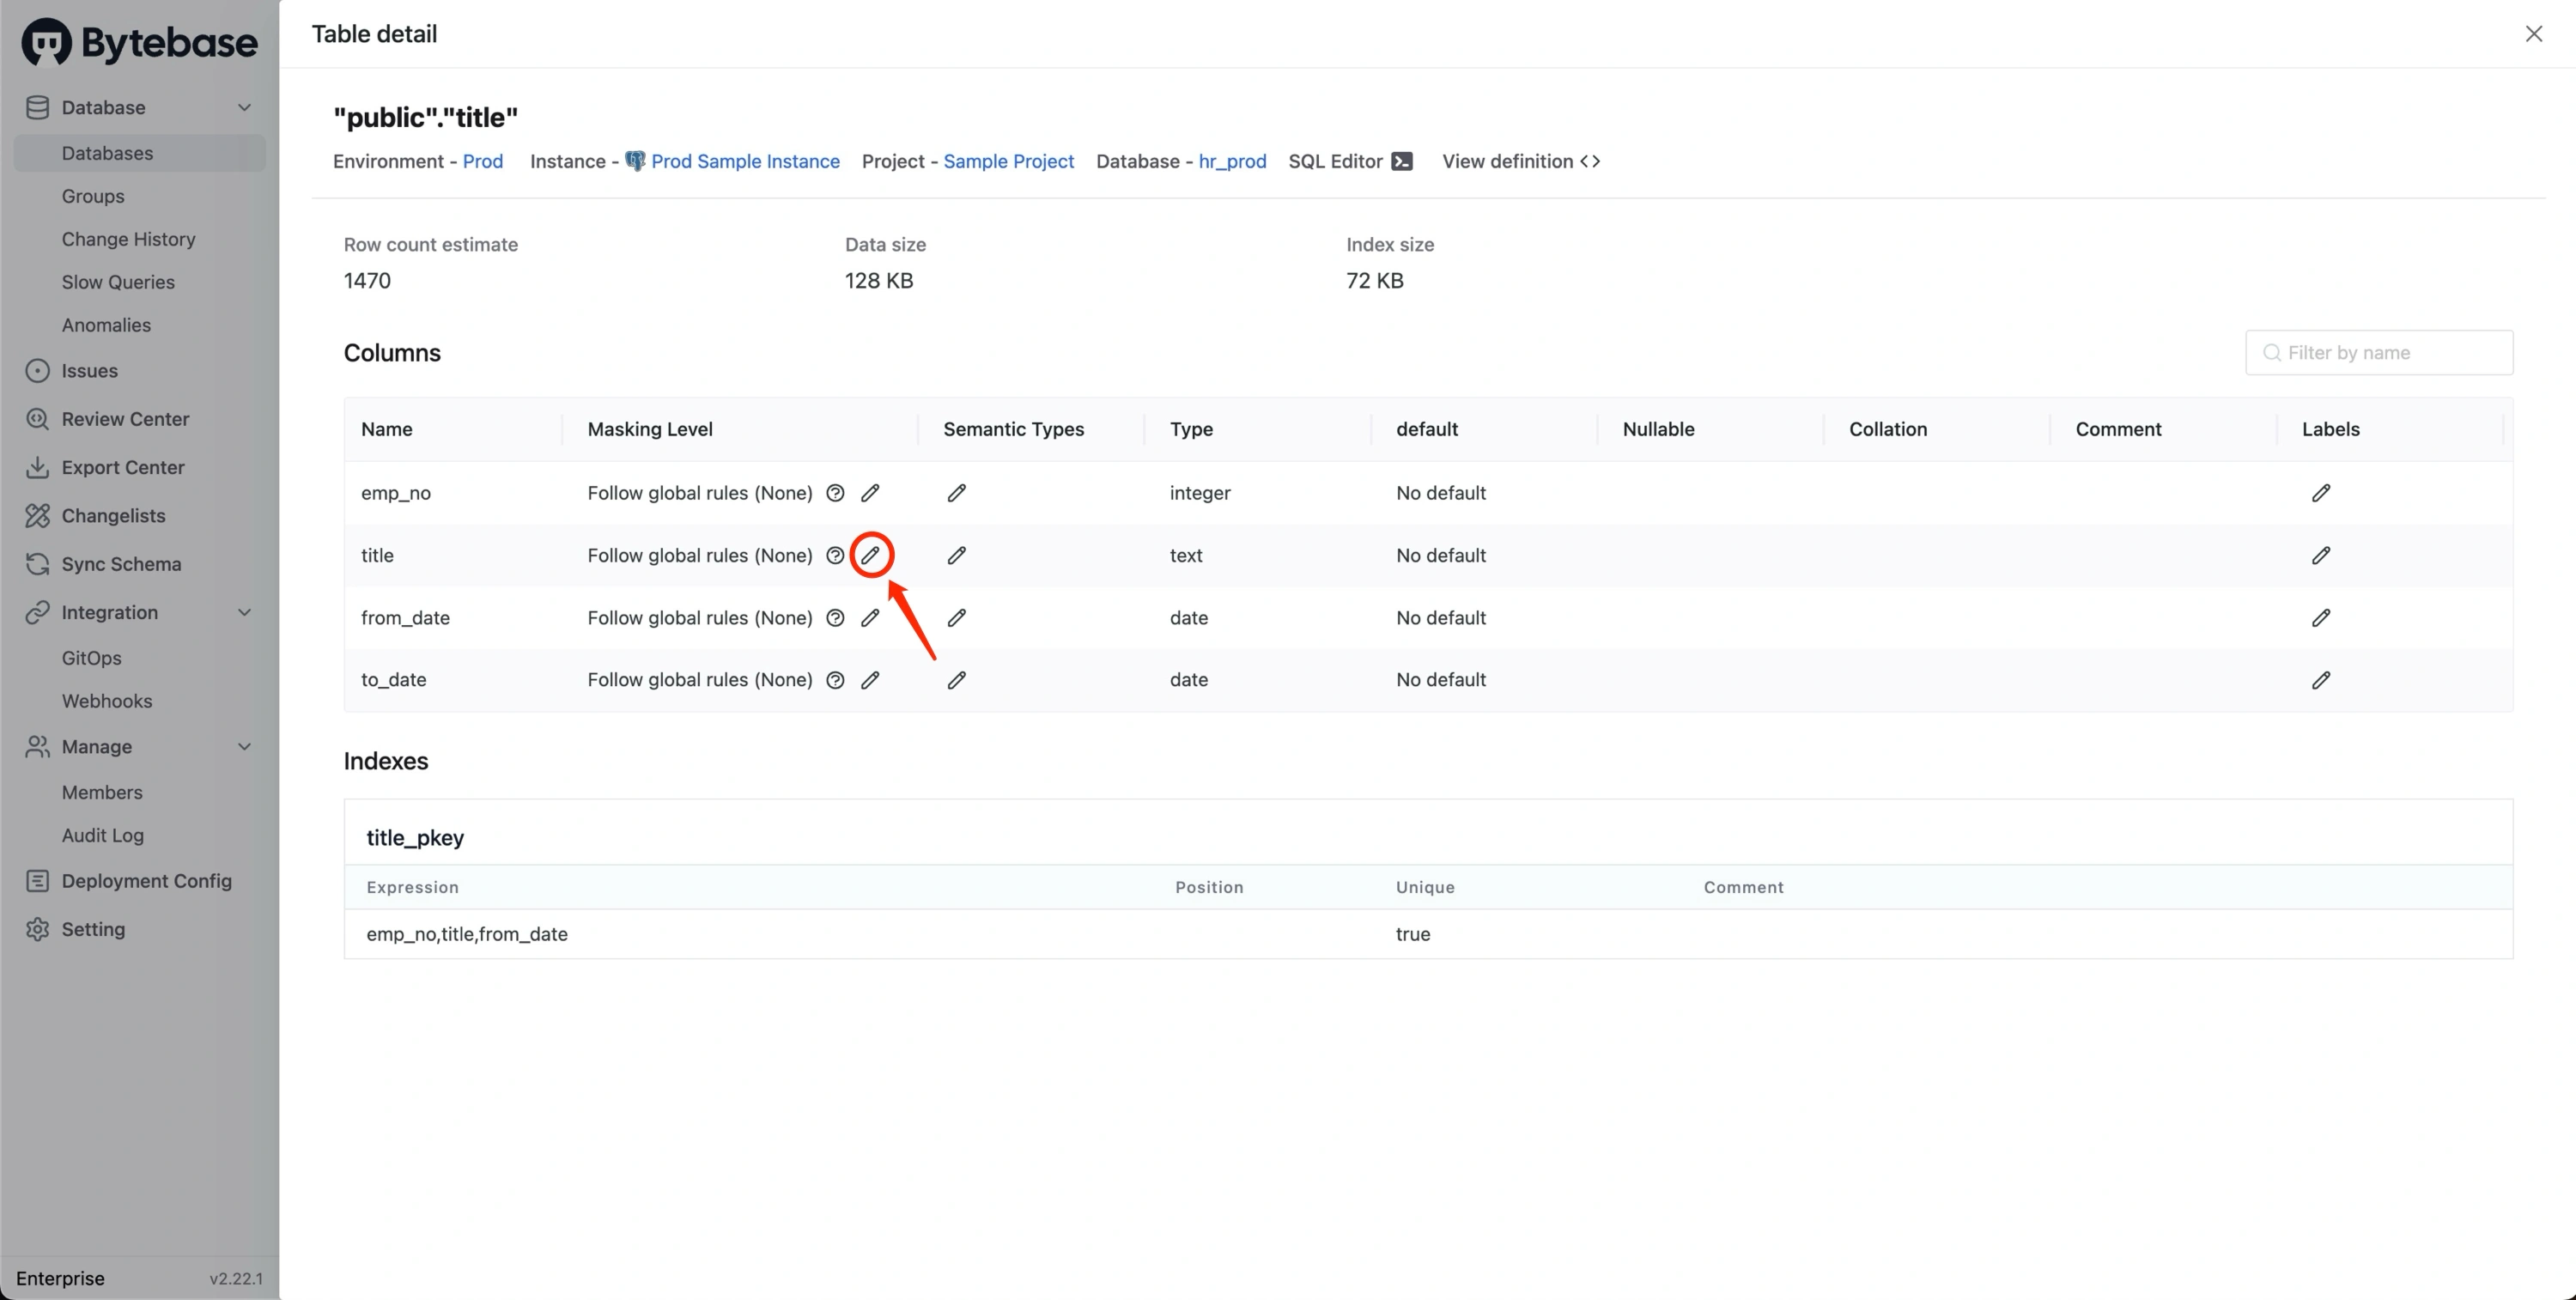 Bytebase
Database
Databases
Groups
Change History
Slow Queries
Anomalies
Issues
Review Center
Export Center
Changelists
Sync Schema
Integration
GitOps
Webhooks
Manage
Members
Audit Log
Deployment Config
Setting
Enterprise v2.22.1
Table detail
"public"."title"
Environment - Prod Instance - Prod Sample Instance Project - Sample Project Database - hr_prod SQL Editor View definition
Row count estimate Data size Index size
1470 128 KB 72 KB
Columns
Filter by name
Name Masking Level Semantic Types Type default Nullable Collation Comment Labels
emp_no Follow global rules (None) integer No default
title Follow global rules (None) text No default
from_date Follow global rules (None) date No default
to_date Follow global rules (None) date No default
Indexes
title_pkey
Expression Position Unique Comment
emp_no,title,from_date true